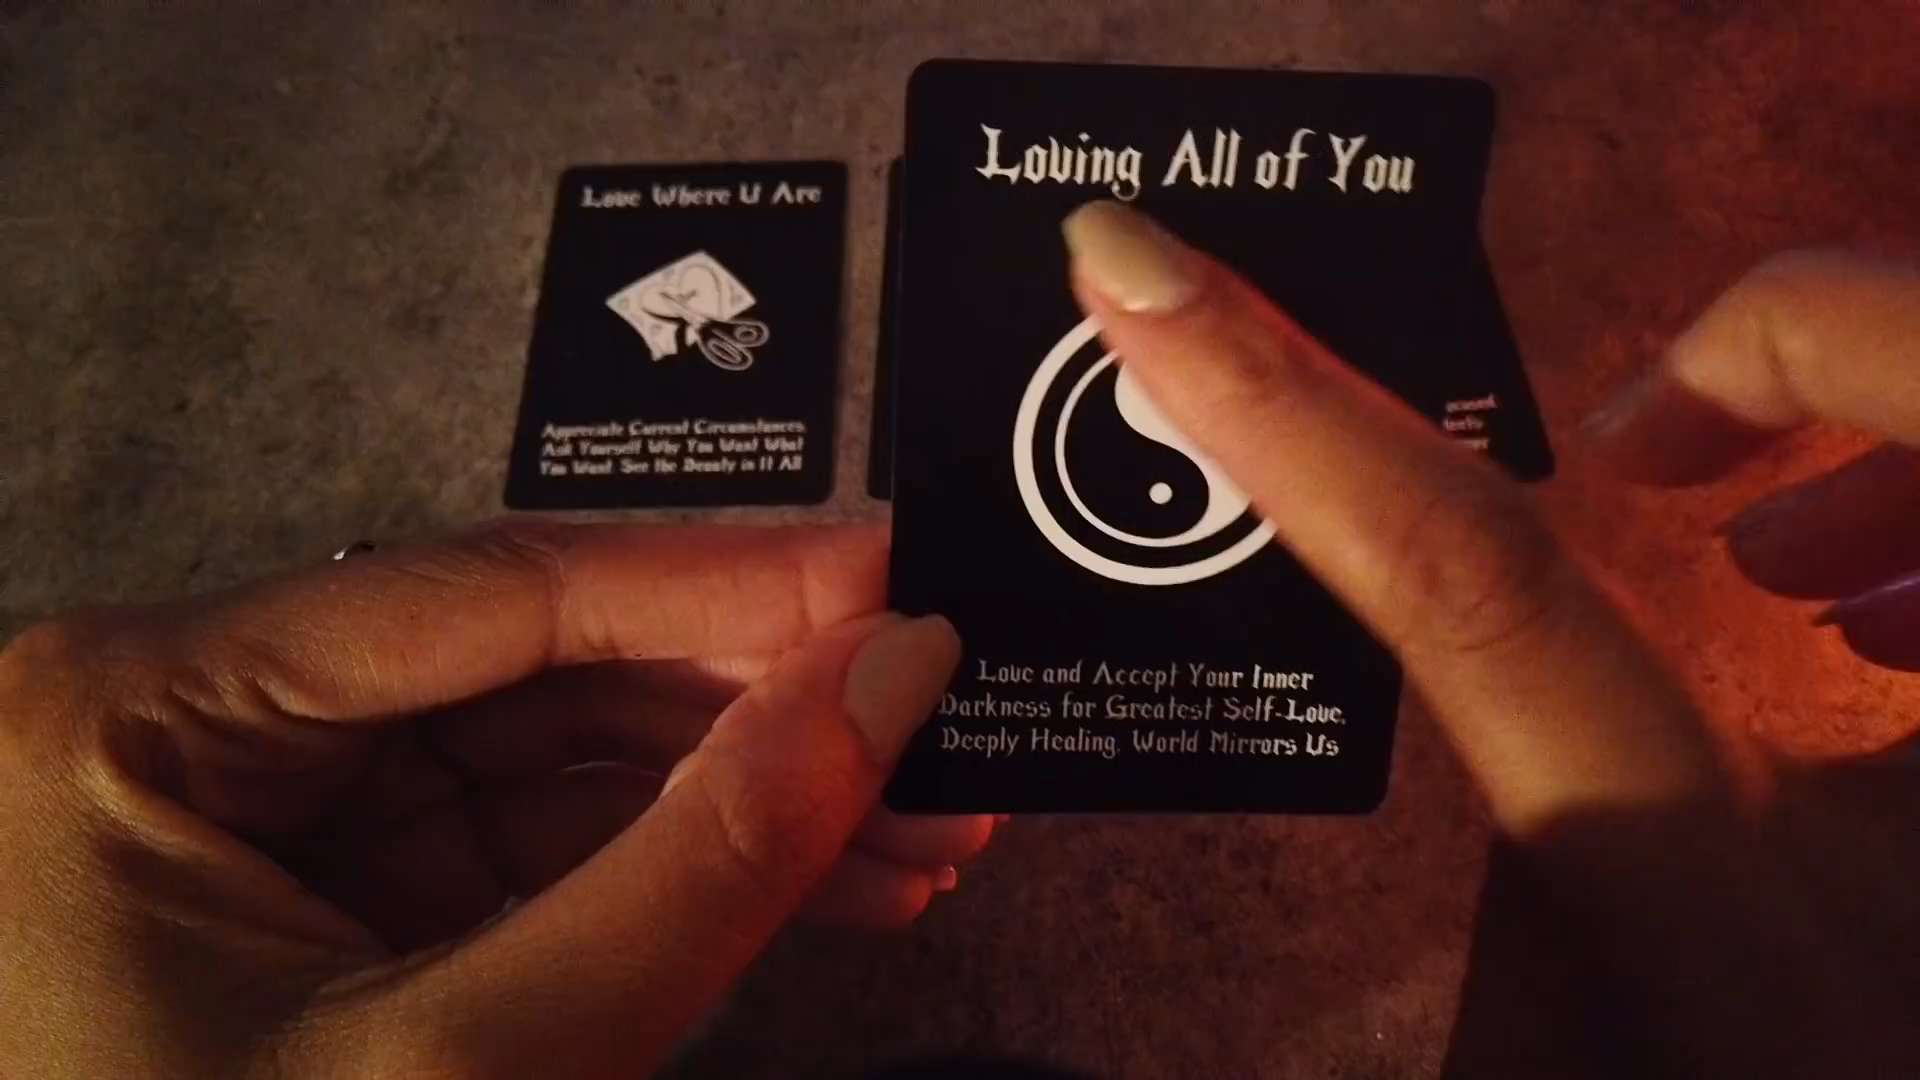 Love Where U Are
Appreciate Current Circumstances
Ask Yourself Why You Want What
You Want. See the Beauty in It All
Loving All of You
Love and Accept Your Inner
Darkness for Greatest Self-Love.
Deeply Healing. World Mirrors Us